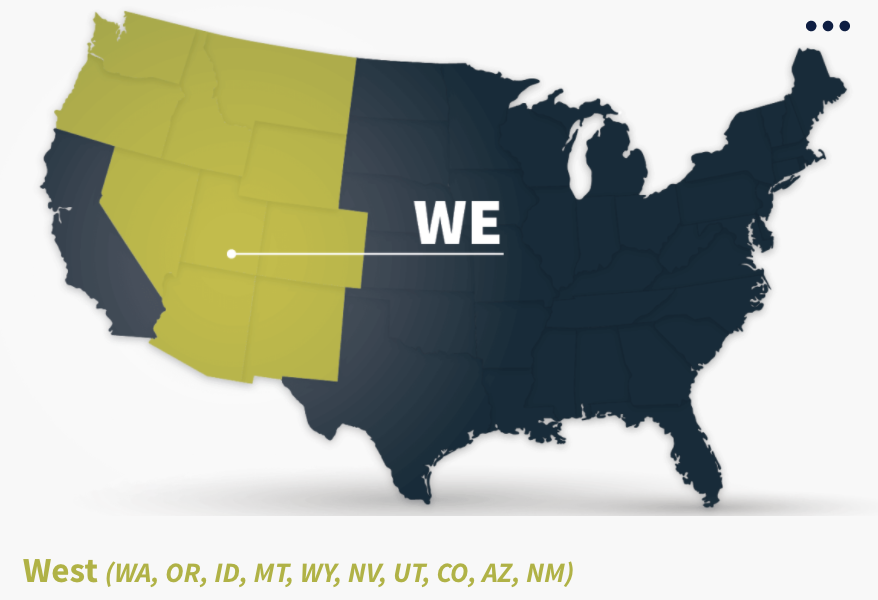 WE
West (WA, OR, ID, MT, WY, NV, UT, CO, AZ, NM)